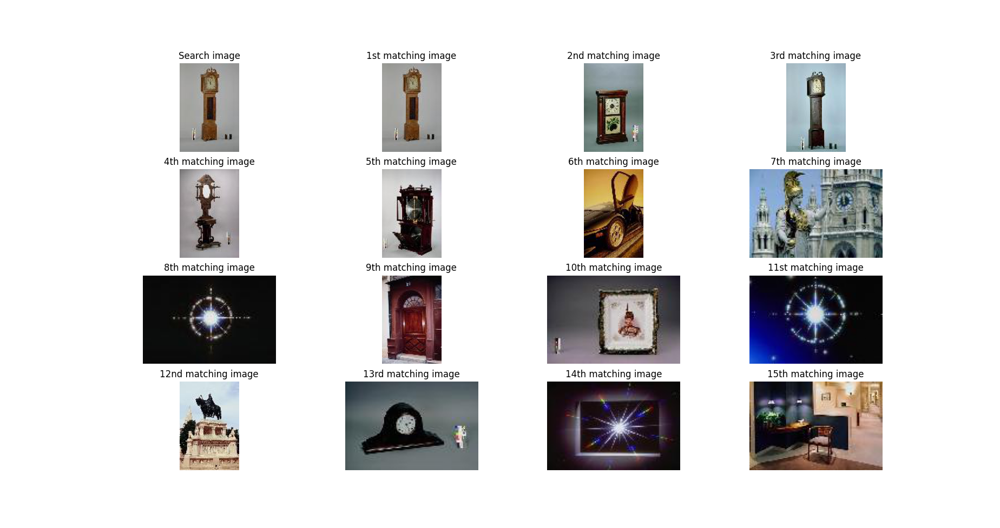 Search image
1st matching image
2nd matching image
3rd matching image
4th matching image
5th matching image
6th matching image
7th matching image
8th matching image
9th matching image
10th matching image
11st matching image
12nd matching image
13rd matching image
14th matching image
15th matching image